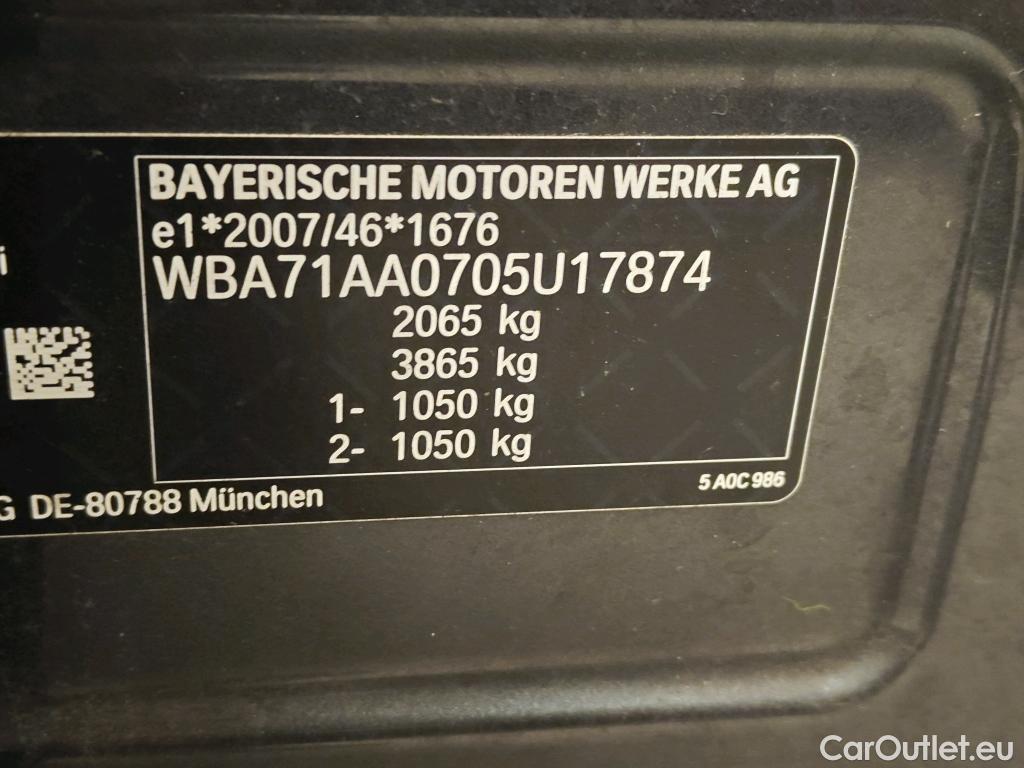 BAYERISCHE MOTOREN WERKE AG
e1*2007/46*1676
i
WBA71AA0705U17874
2065 kg
3865 kg
1- 1050 kg
2- 1050 kg
5 A0C 986
G DE-80788 München
CarOutlet.eu